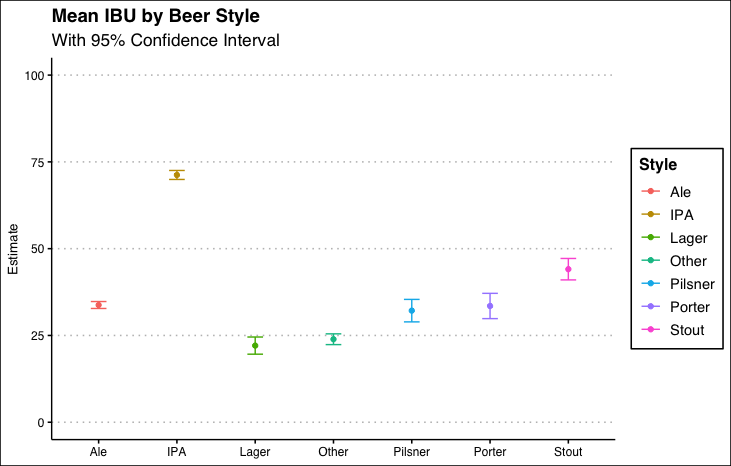 Mean IBU by Beer Style
With 95% Confidence Interval
100
75
50
25
0
Estimate
Ale IPA Lager Other Pilsner Porter Stout
Style
Ale
IPA
Lager
Other
Pilsner
Porter
Stout